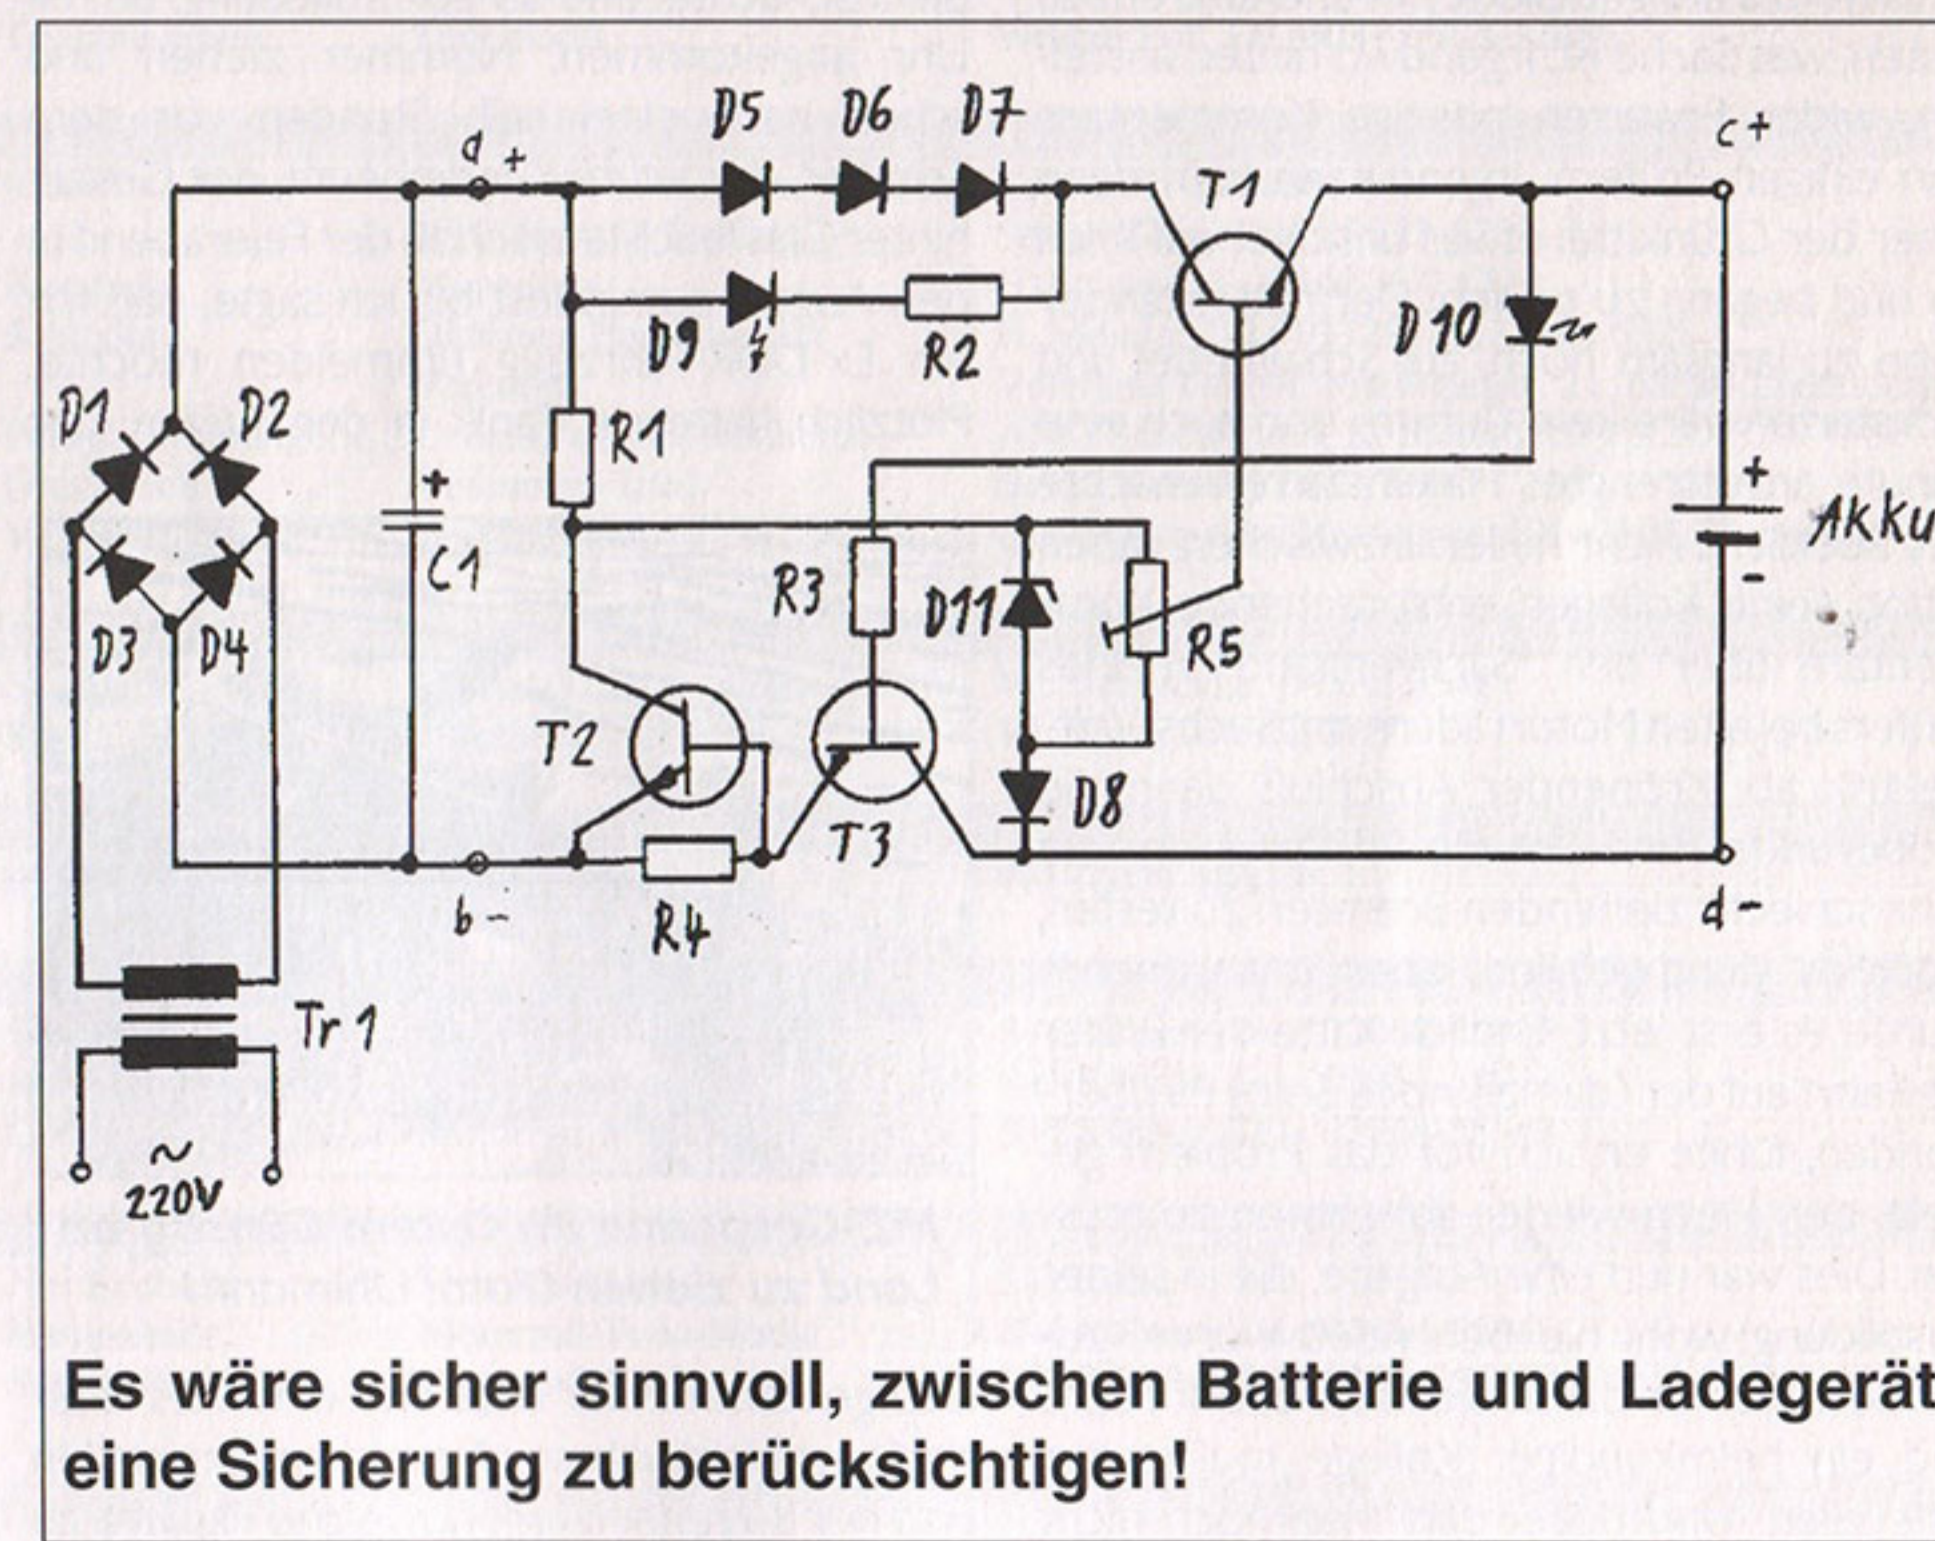 D5 D6 D7
a +
c +
T1
D9
R2
D10
D1 D2
R1
+
C1
+
Akku
-
R3
D11
R5
D3 D4
T2
D8
T3
b -
R4
d -
Tr 1
~
220V
Es wäre sicher sinnvoll, zwischen Batterie und Ladegerät
eine Sicherung zu berücksichtigen!